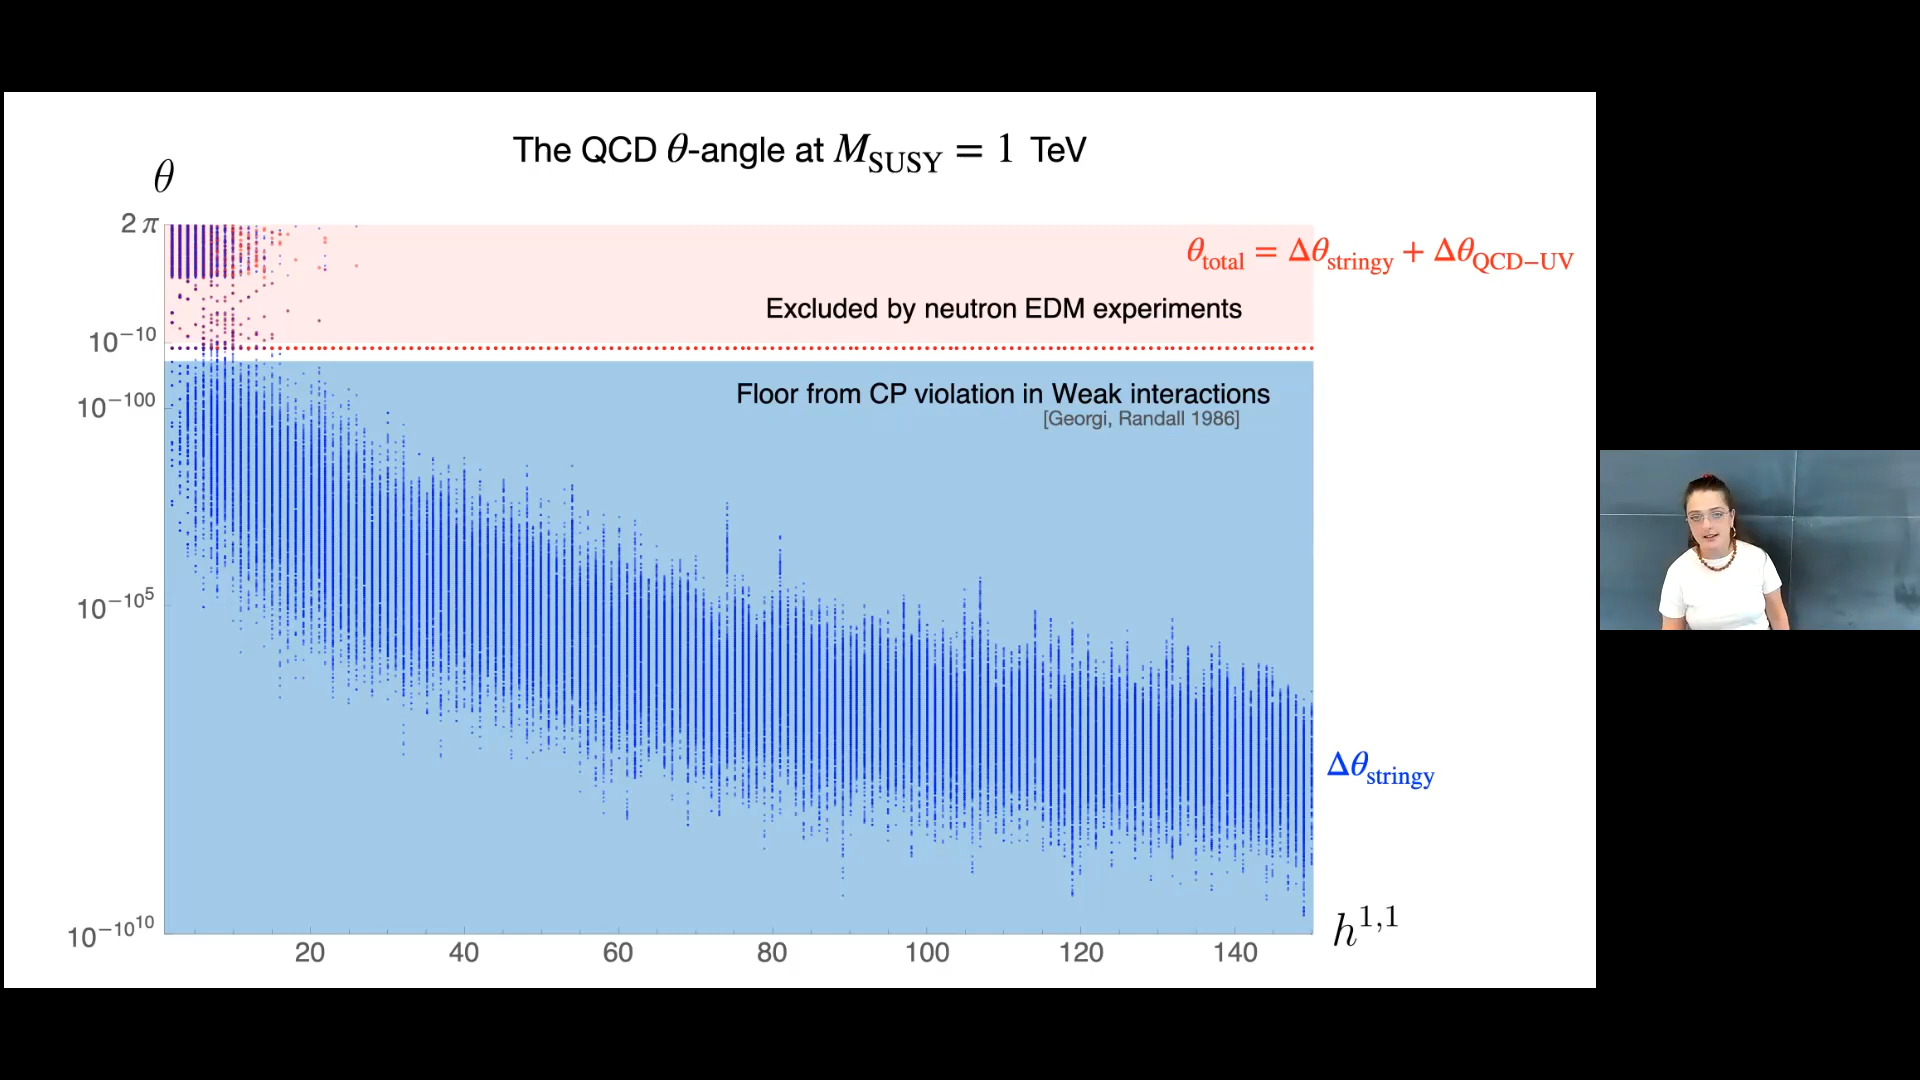 The QCD θ-angle at M_SUSY = 1 TeV
θ
2 π
θ_total = Δθ_stringy + Δθ_QCD−UV
Excluded by neutron EDM experiments
10^−10
Floor from CP violation in Weak interactions
10^−100
[Georgi, Randall 1986]
10^−10^5
Δθ_stringy
10^−10^10
h^1,1
20 40 60 80 100 120 140